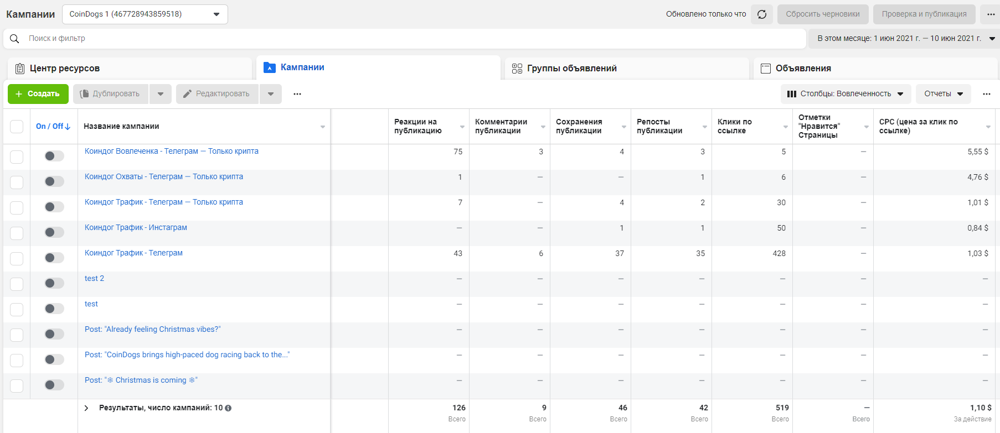 Кампании
CoinDogs 1 (467728943859518)
Обновлено только что
Сбросить черновики
Проверка и публикация
Поиск и фильтр
В этом месяце: 1 июн 2021 г. — 10 июн 2021 г.
Центр ресурсов
Кампании
Группы объявлений
Объявления
+ Создать
Дублировать
Редактировать
Столбцы: Вовлеченность
Отчеты
On / Off↓
Название кампании
Реакции на
публикацию
Комментарии
публикации
Сохранения
публикации
Репосты
публикации
Клики по
ссылке
Отметки
"Нравится"
Страницы
CPC (цена за клик по
ссылке)
Коиндог Вовлеченка - Телеграм — Только крипта 75 3 4 3 5 — 5,55 $
Коиндог Охваты - Телеграм — Только крипта 1 — — 1 6 — 4,76 $
Коиндог Трафик - Телеграм — Только крипта 7 — 4 2 30 — 1,01 $
Коиндог Трафик - Инстаграм — — 1 1 50 — 0,84 $
Коиндог Трафик - Телеграм 43 6 37 35 428 — 1,03 $
test 2 — — — — — — —
test — — — — — — —
Post: "Already feeling Christmas vibes?" — — — — — — —
Post: "CoinDogs brings high-paced dog racing back to the..." — — — — — — —
Post: "❄ Christmas is coming ❄" — — — — — — —
Результаты, число кампаний: 10 126 9 46 42 519 — 1,10 $
Всего Всего Всего Всего Всего Всего За действие